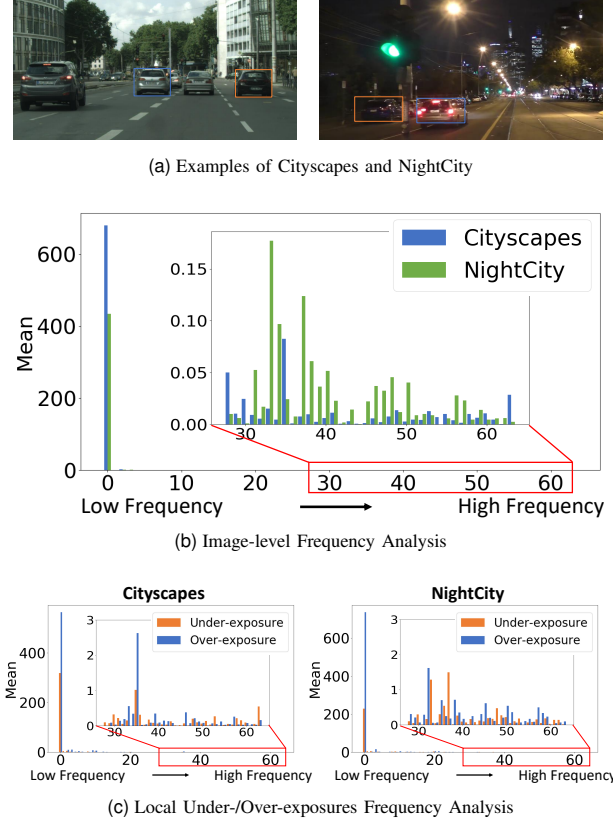 (a) Examples of Cityscapes and NightCity
Cityscapes
NightCity
Mean
600
400
200
0
0.15
0.10
0.05
0.00
30 40 50 60
0 10 20 30 40 50 60
Low Frequency High Frequency
(b) Image-level Frequency Analysis
Cityscapes
Under-exposure
Over-exposure
Mean
400
200
0
3
2
1
0
30 40 50 60
0 20 40 60
Low Frequency High Frequency
NightCity
Under-exposure
Over-exposure
Mean
600
400
200
0
3
2
1
0
30 40 50 60
0 20 40 60
Low Frequency High Frequency
(c) Local Under-/Over-exposures Frequency Analysis